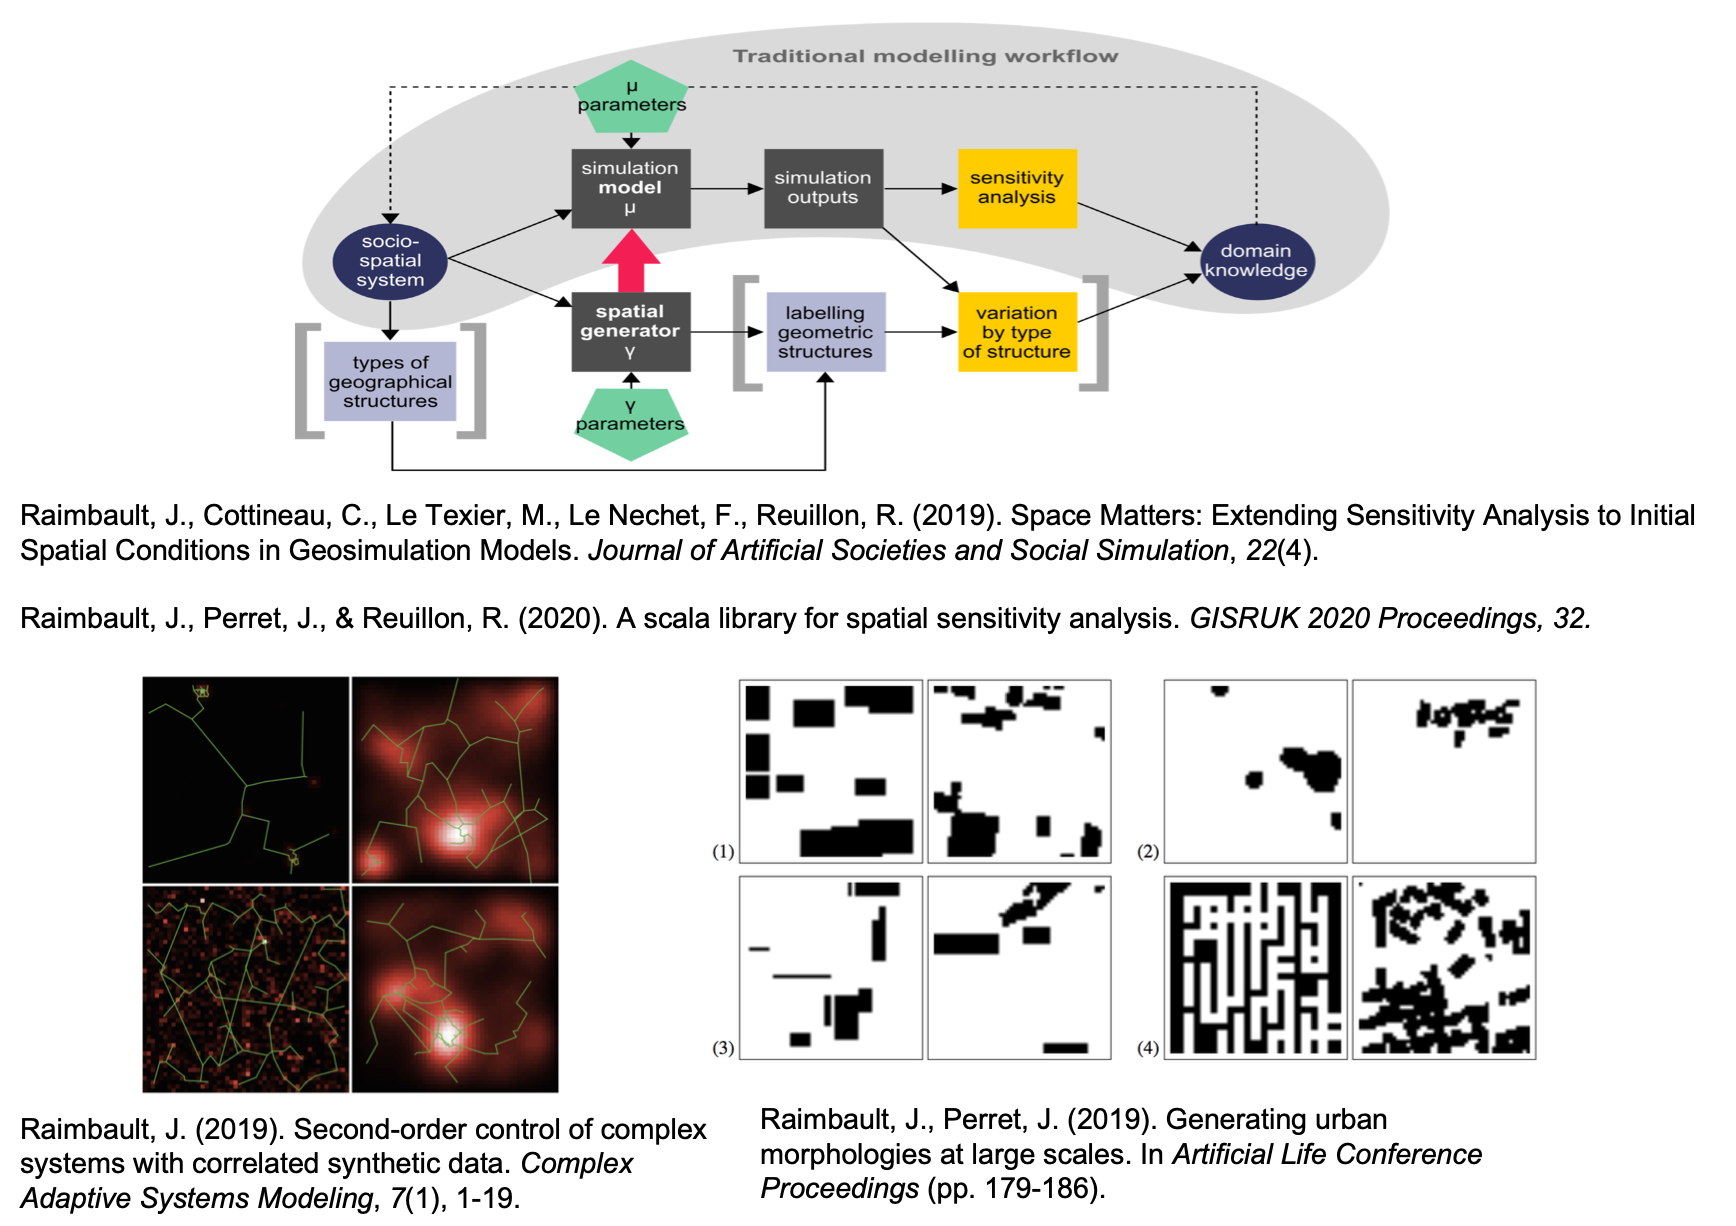 Traditional modelling workflow
μ
parameters
simulation
model
μ
simulation
outputs
sensitivity
analysis
socio-
spatial
system
domain
knowledge
spatial
generator
γ
labelling
geometric
structures
variation
by type
of structure
types of
geographical
structures
γ
parameters
Raimbault, J., Cottineau, C., Le Texier, M., Le Nechet, F., Reuillon, R. (2019). Space Matters: Extending Sensitivity Analysis to Initial
Spatial Conditions in Geosimulation Models. Journal of Artificial Societies and Social Simulation, 22(4).
Raimbault, J., Perret, J., & Reuillon, R. (2020). A scala library for spatial sensitivity analysis. GISRUK 2020 Proceedings, 32.
(1)
(2)
(3)
(4)
Raimbault, J. (2019). Second-order control of complex
systems with correlated synthetic data. Complex
Adaptive Systems Modeling, 7(1), 1-19.
Raimbault, J., Perret, J. (2019). Generating urban
morphologies at large scales. In Artificial Life Conference
Proceedings (pp. 179-186).